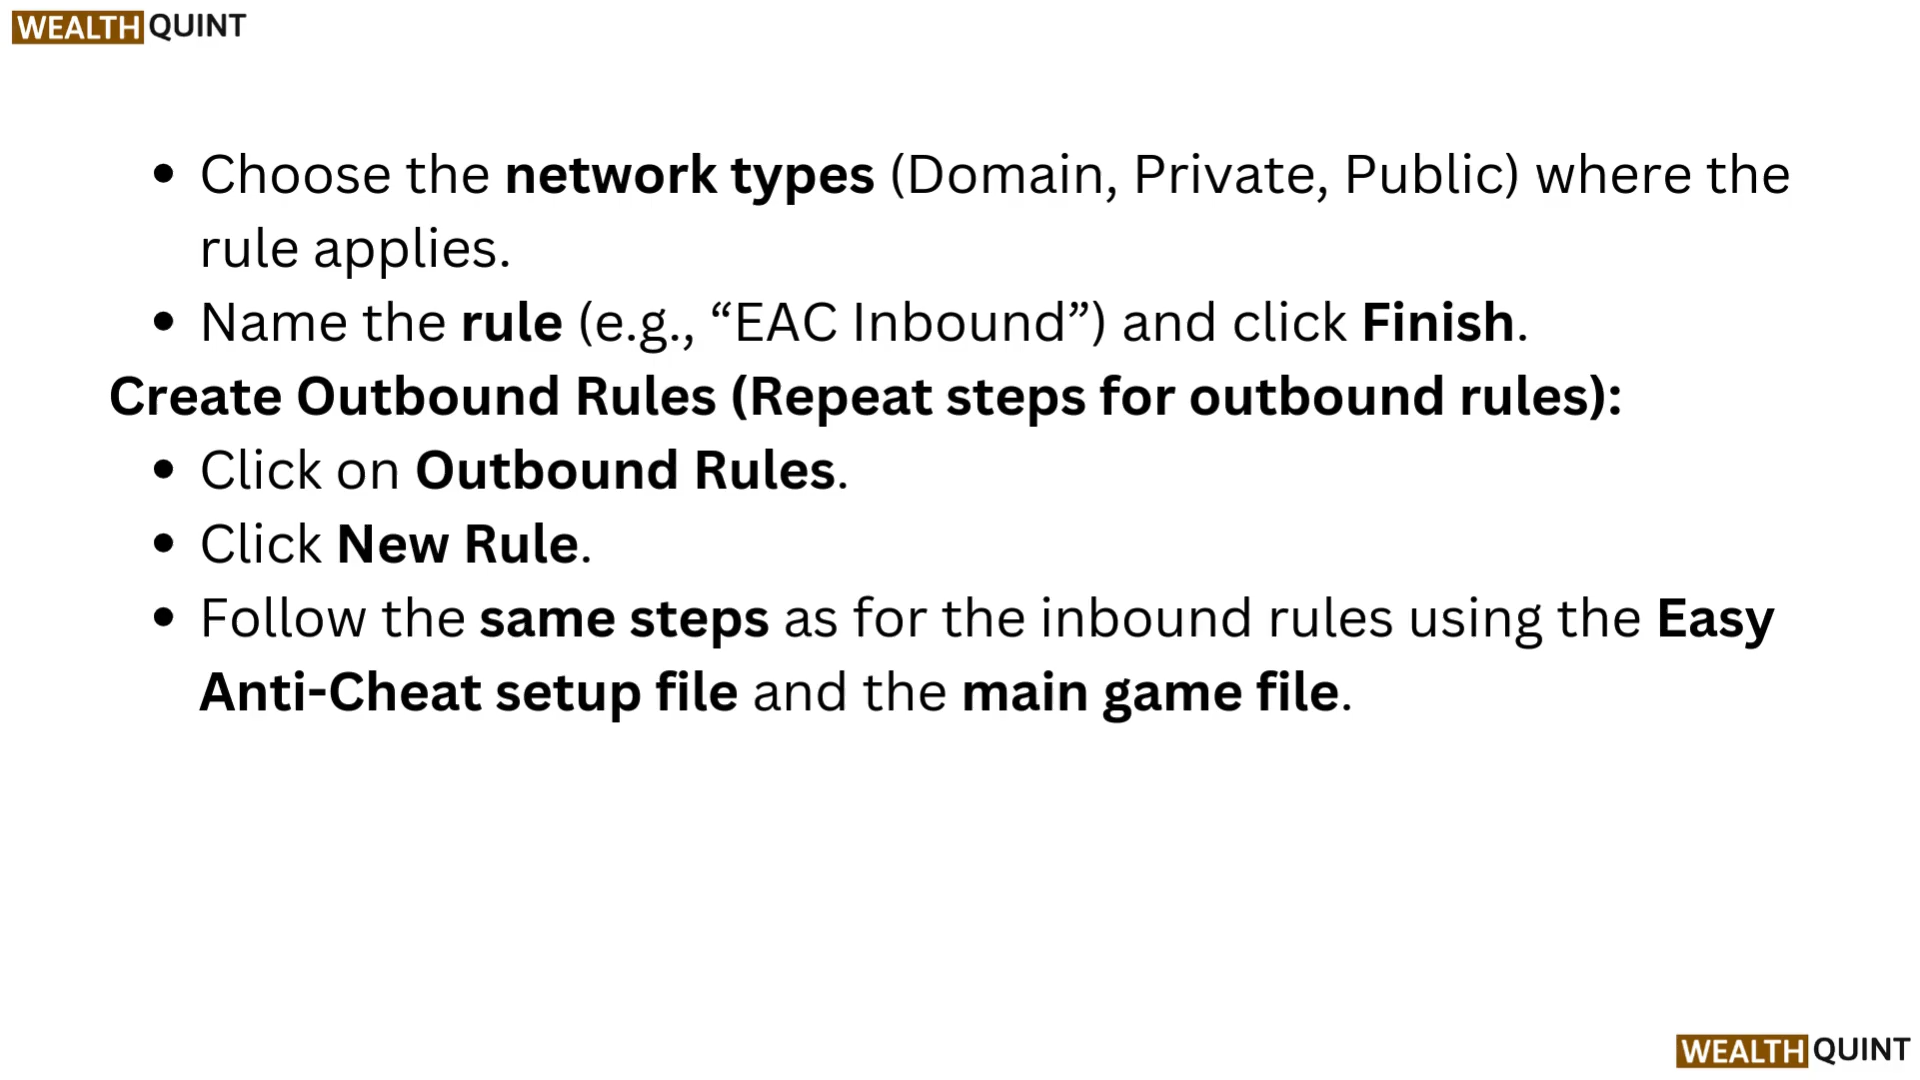 WEALTH QUINT
• Choose the network types (Domain, Private, Public) where the
rule applies.
• Name the rule (e.g., “EAC Inbound”) and click Finish.
Create Outbound Rules (Repeat steps for outbound rules):
• Click on Outbound Rules.
• Click New Rule.
• Follow the same steps as for the inbound rules using the Easy
Anti-Cheat setup file and the main game file.
WEALTH QUINT